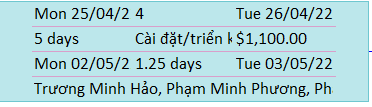 Mon 25/04/2 4 Tue 26/04/22
5 days Cài đặt/triển k $1,100.00
Mon 02/05/2 1.25 days Tue 03/05/22
Trương Minh Hảo, Phạm Minh Phương, Phạ